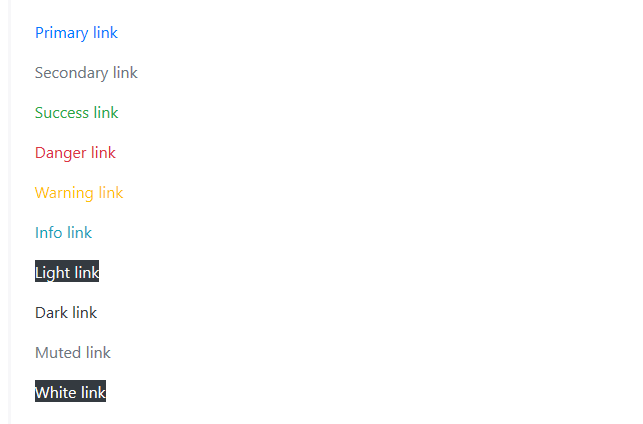 Primary link
Secondary link
Success link
Danger link
Warning link
Info link
Light link
Dark link
Muted link
White link